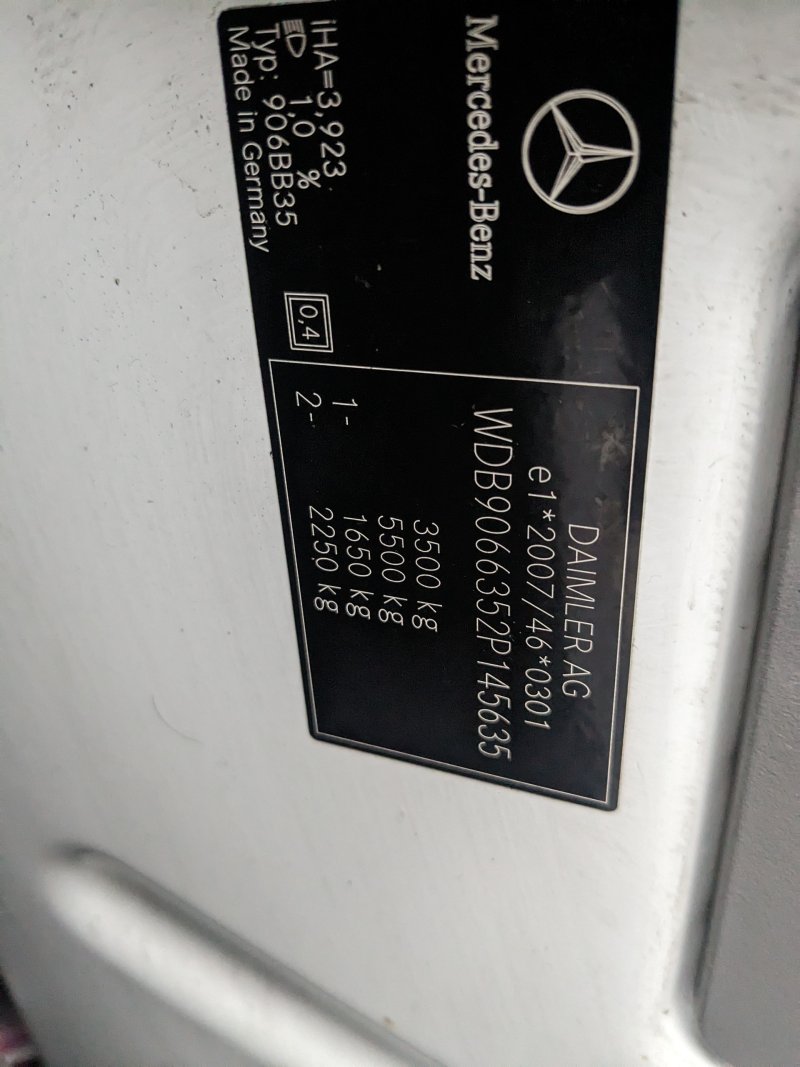 Mercedes-Benz
iHA=3,923
1,0 %
Typ: 906BB35
Made in Germany
0,4
DAIMLER AG
e1*2007/46*0301
WDB9066352P145635
3500 kg
5500 kg
1- 1650 kg
2- 2250 kg